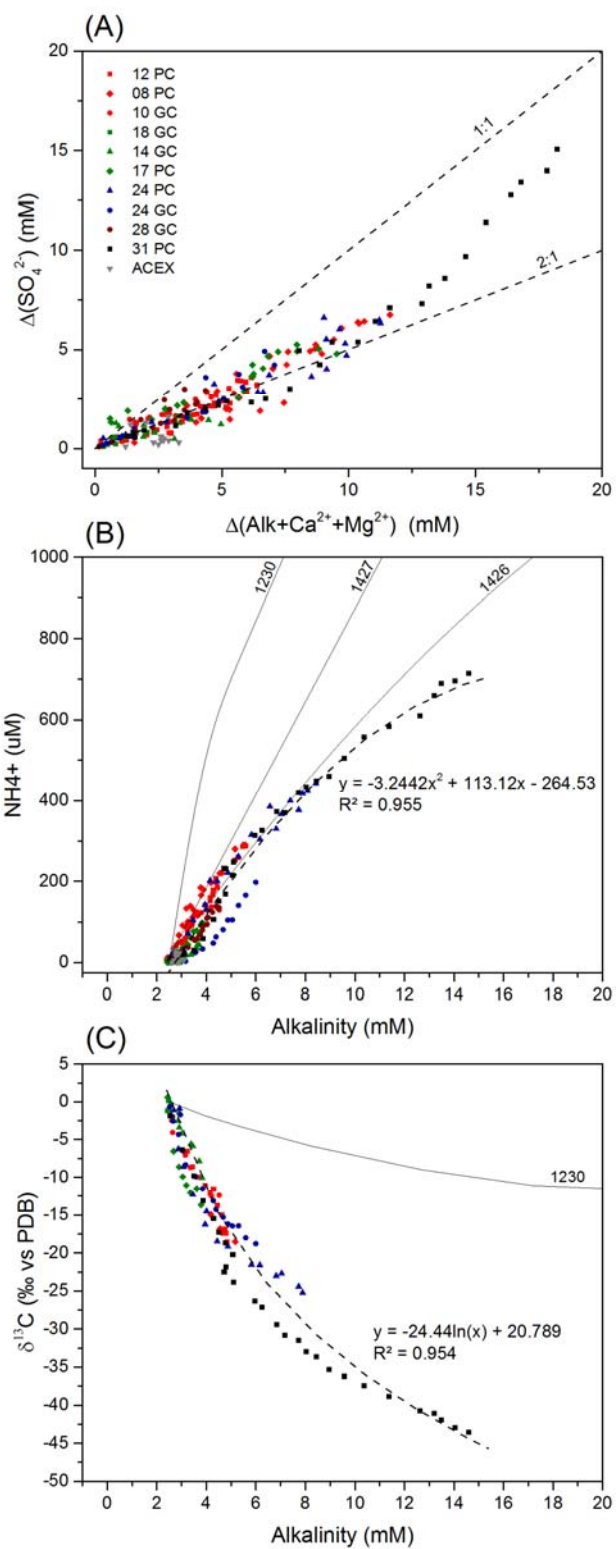 (A)
20
15
10
5
0
Δ(SO₄²⁻) (mM)
12 PC
08 PC
10 GC
18 GC
14 GC
17 PC
24 PC
24 GC
28 GC
31 PC
ACEX
1:1
2:1
0 5 10 15 20
Δ(Alk+Ca²⁺+Mg²⁺) (mM)
(B)
1000
800
600
400
200
0
NH4+ (uM)
1230
1427
1426
y = -3.2442x² + 113.12x - 264.53
R² = 0.955
0 2 4 6 8 10 12 14 16 18 20
Alkalinity (mM)
(C)
5
0
-5
-10
-15
-20
-25
-30
-35
-40
-45
-50
δ¹³C (‰ vs PDB)
1230
y = -24.44ln(x) + 20.789
R² = 0.954
0 2 4 6 8 10 12 14 16 18 20
Alkalinity (mM)